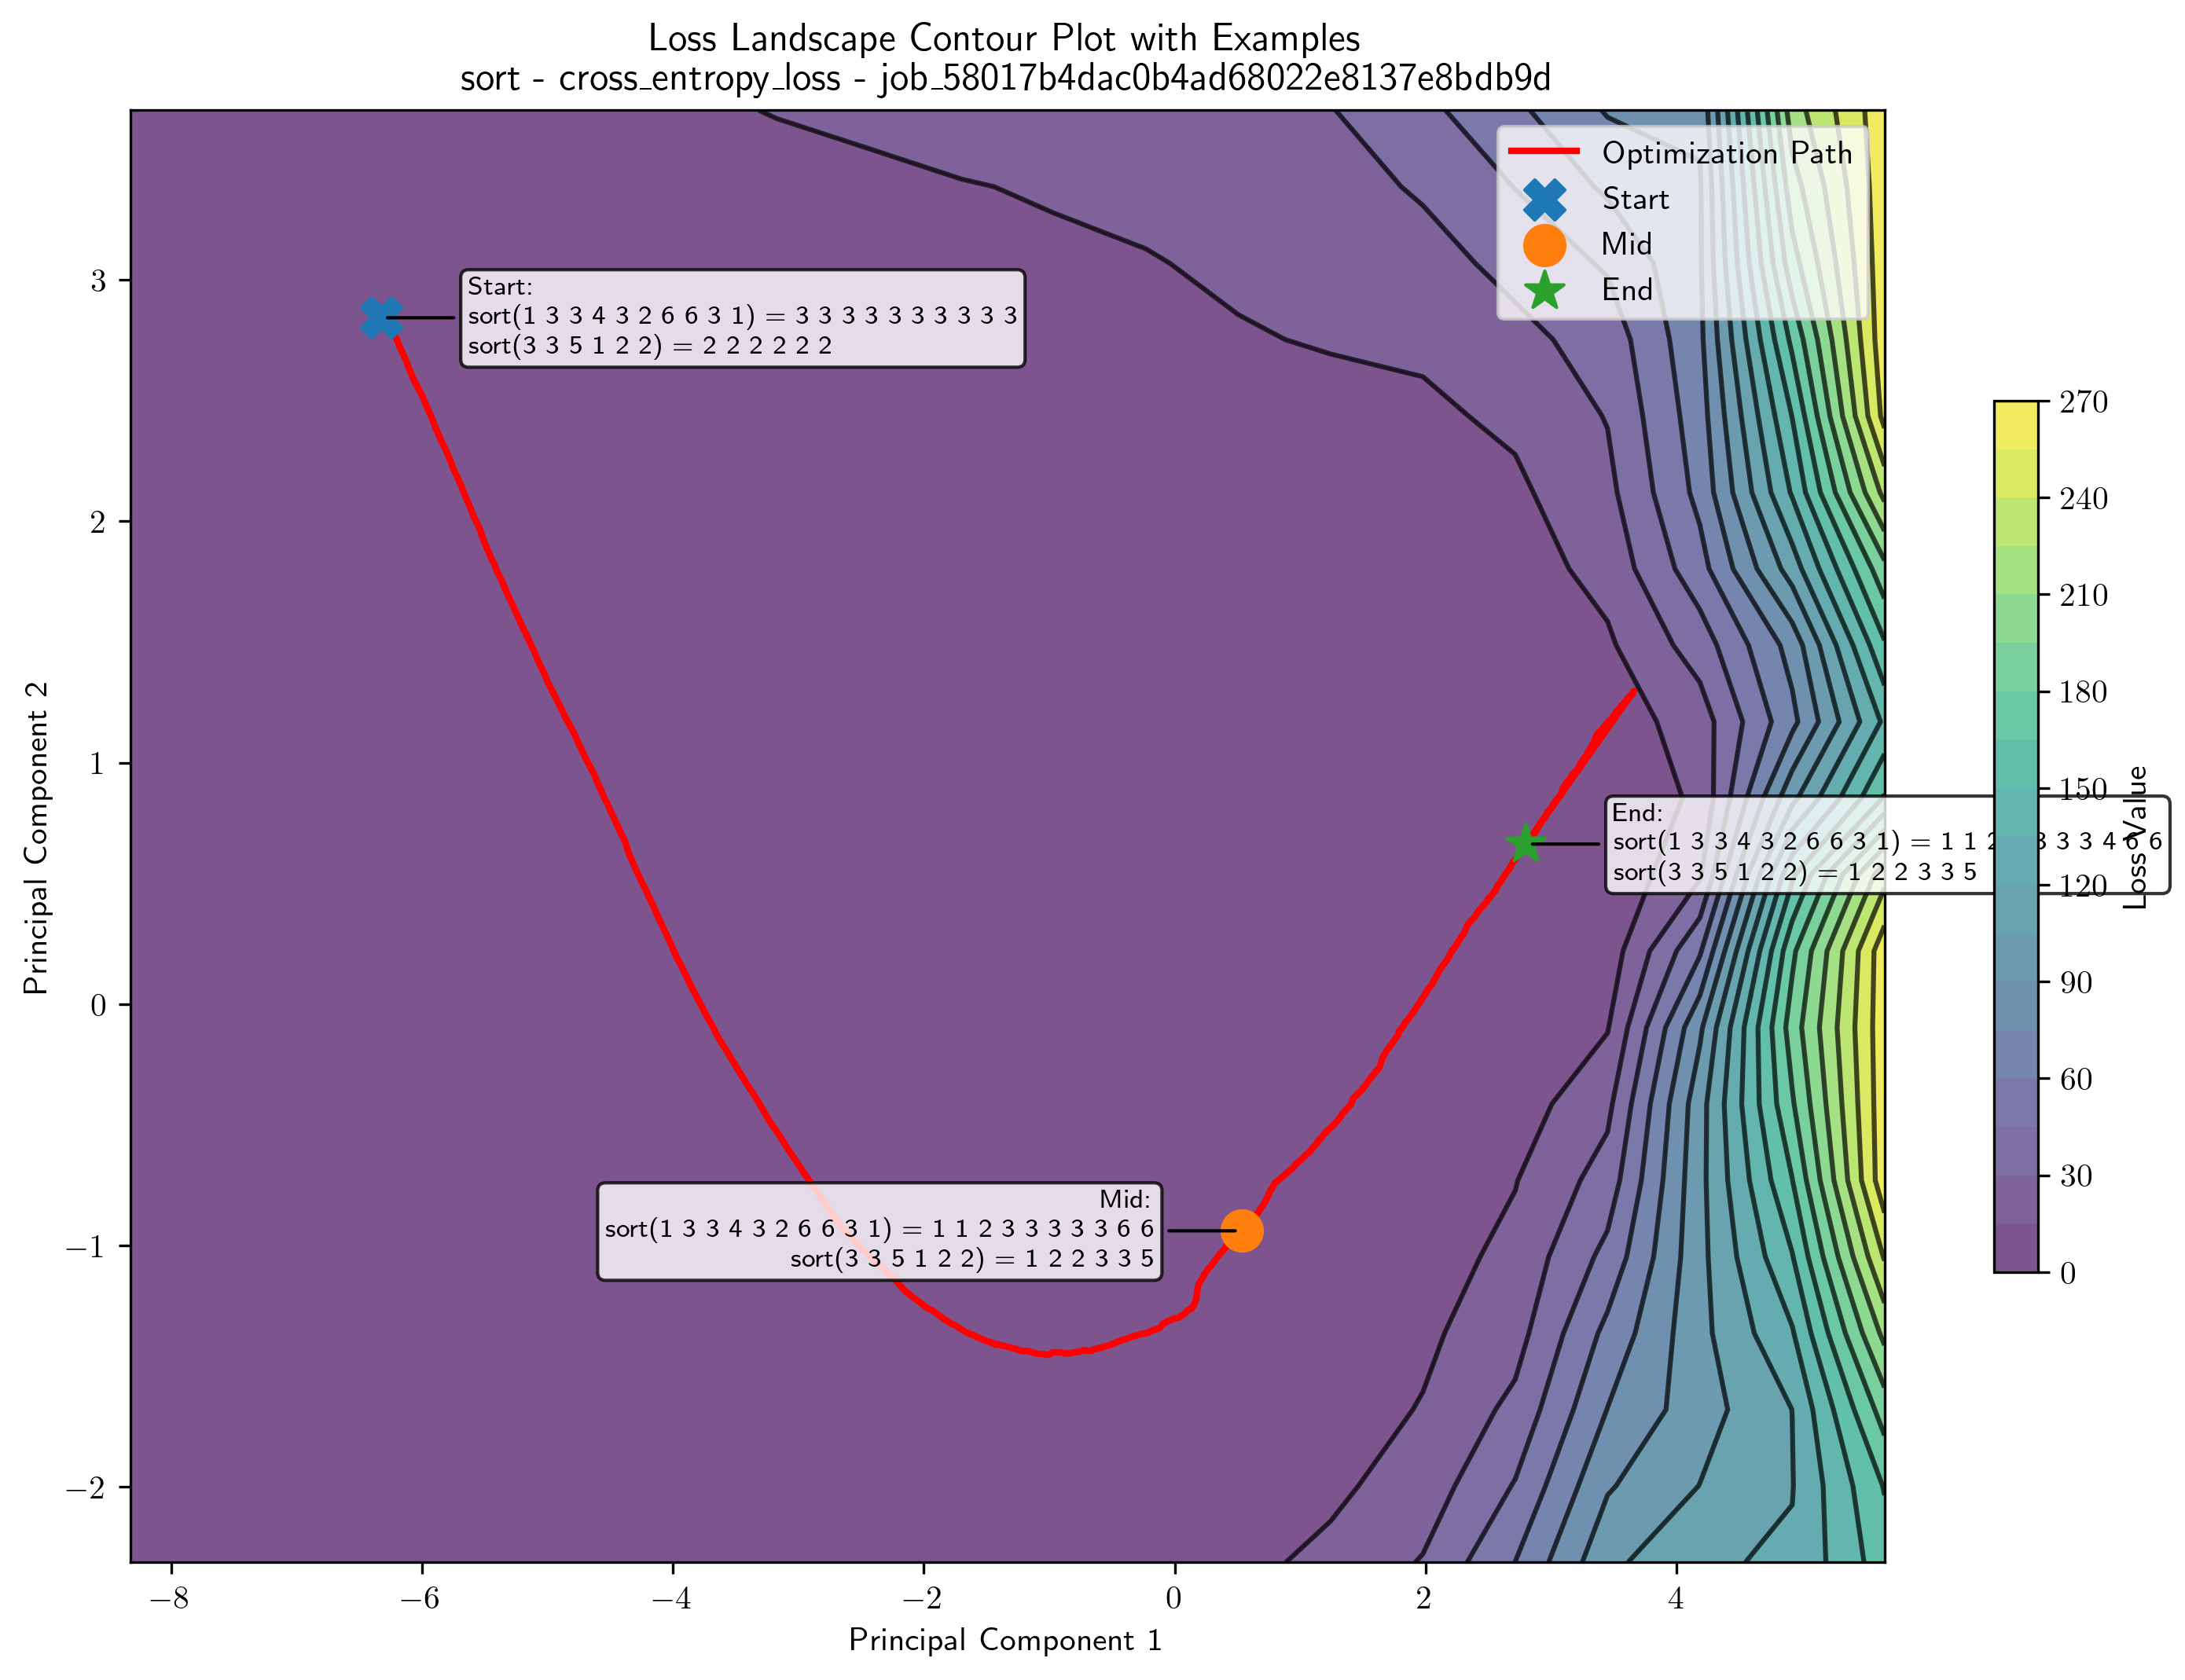 Loss Landscape Contour Plot with Examples
sort - cross_entropy_loss - job_58017b4dac0b4ad68022e8137e8bdb9d
Optimization Path
Start
Mid
End
Start:
sort(1 3 3 4 3 2 6 6 3 1) = 3 3 3 3 3 3 3 3 3 3
sort(3 3 5 1 2 2) = 2 2 2 2 2 2
End:
sort(1 3 3 4 3 2 6 6 3 1) = 1 1 2 3 3 3 4 6 6
sort(3 3 5 1 2 2) = 1 2 2 3 3 5
Mid:
sort(1 3 3 4 3 2 6 6 3 1) = 1 1 2 3 3 3 3 3 6 6
sort(3 3 5 1 2 2) = 1 2 2 3 3 5
3
2
1
0
−1
−2
Principal Component 2
−8
−6
−4
−2
0
2
4
Principal Component 1
270
240
210
180
150
120
90
60
30
0
Loss Value